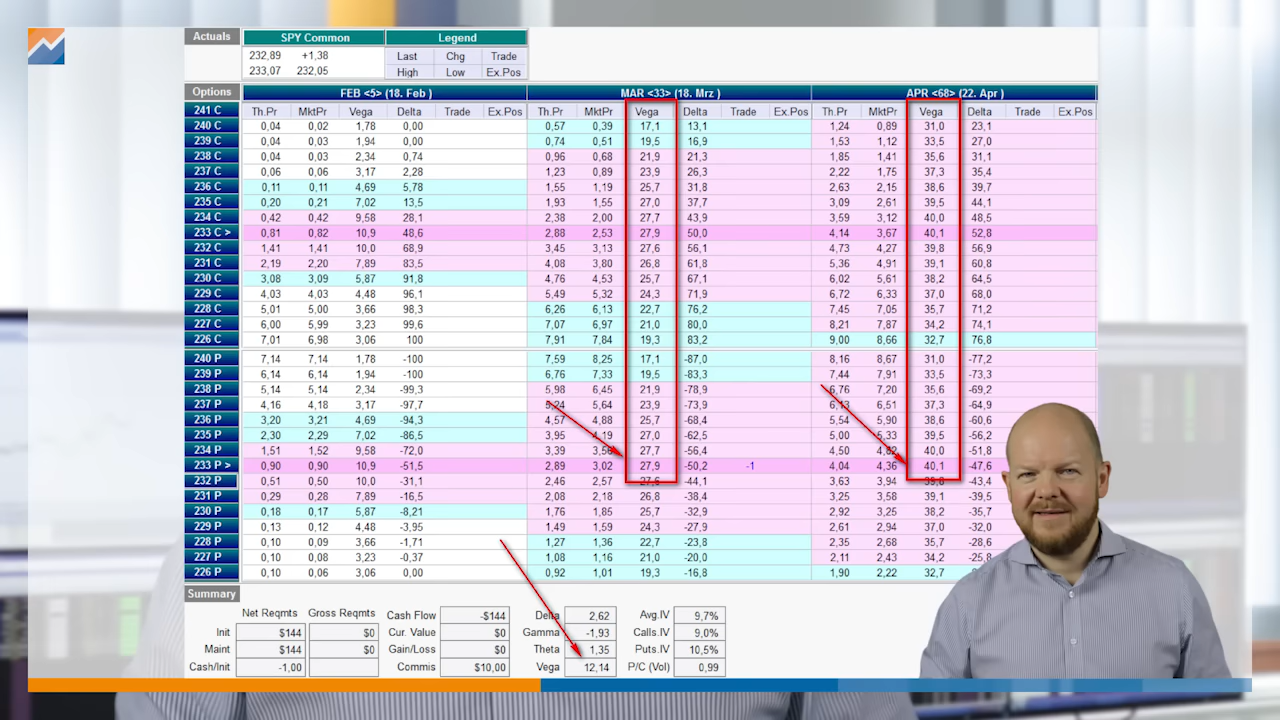 Actuals SPY Common Legend
232,89 +1,38 Last Chg Trade
233,07 232,05 High Low Ex.Pos
Options FEB <5> (18. Feb ) MAR <33> (18. Mrz ) APR <68> (22. Apr )
241 C Th.Pr MktPr Vega Delta Trade Ex.Pos Th.Pr MktPr Vega Delta Trade Ex.Pos Th.Pr MktPr Vega Delta Trade Ex.Pos
240 C 0,04 0,02 1,78 0,00 0,57 0,39 17,1 13,1 1,24 0,89 31,0 23,1
239 C 0,04 0,03 1,94 0,00 0,74 0,51 19,5 16,9 1,53 1,12 33,5 27,0
238 C 0,04 0,03 2,34 0,74 0,96 0,68 21,9 21,3 1,85 1,41 35,6 31,1
237 C 0,06 0,06 3,17 2,28 1,23 0,89 23,9 26,3 2,22 1,75 37,3 35,4
236 C 0,11 0,11 4,69 5,78 1,55 1,19 25,7 31,8 2,63 2,15 38,6 39,7
235 C 0,20 0,21 7,02 13,5 1,93 1,55 27,0 37,7 3,09 2,61 39,5 44,1
234 C 0,42 0,42 9,58 28,1 2,38 2,00 27,7 43,9 3,59 3,12 40,0 48,5
233 C > 0,81 0,82 10,9 48,6 2,88 2,53 27,9 50,0 4,14 3,67 40,1 52,8
232 C 1,41 1,41 10,0 68,9 3,45 3,13 27,6 56,1 4,73 4,27 39,8 56,9
231 C 2,19 2,20 7,89 83,5 4,08 3,80 26,8 61,8 5,36 4,91 39,1 60,8
230 C 3,08 3,09 5,87 91,8 4,76 4,53 25,7 67,1 6,02 5,61 38,2 64,5
229 C 4,03 4,03 4,48 96,1 5,49 5,32 24,3 71,9 6,72 6,33 37,0 68,0
228 C 5,01 5,00 3,66 98,3 6,26 6,13 22,7 76,2 7,45 7,05 35,7 71,2
227 C 6,00 5,99 3,23 99,6 7,07 6,97 21,0 80,0 8,21 7,87 34,2 74,1
226 C 7,01 6,98 3,06 100 7,91 7,84 19,3 83,2 9,00 8,66 32,7 76,8
240 P 7,14 7,14 1,78 -100 7,59 8,25 17,1 -87,0 8,16 8,67 31,0 -77,2
239 P 6,14 6,14 1,94 -100 6,76 7,33 19,5 -83,3 7,44 7,91 33,5 -73,3
238 P 5,14 5,14 2,34 -99,3 5,98 6,45 21,9 -78,9 6,76 7,20 35,6 -69,2
237 P 4,16 4,18 3,17 -97,7 5,24 5,64 23,9 -73,9 6,13 6,51 37,3 -64,9
236 P 3,20 3,21 4,69 -94,3 4,57 4,88 25,7 -68,4 5,54 5,90 38,6 -60,6
235 P 2,30 2,29 7,02 -86,5 3,95 4,19 27,0 -62,5 5,00 5,33 39,5 -56,2
234 P 1,51 1,52 9,58 -72,0 3,39 27,7 -56,4 4,50 4,82 40,0 -51,8
233 P > 0,90 0,90 10,9 -51,5 2,89 3,02 27,9 -50,2 -1 4,04 4,36 40,1 -47,6
232 P 0,51 0,50 10,0 -31,1 2,46 2,57 27,6 -44,1 3,63 3,94 39,8 -43,4
231 P 0,29 0,28 7,89 -16,5 2,08 2,18 26,8 -38,4 3,25 3,58 39,1 -39,5
230 P 0,18 0,17 5,87 -8,21 1,76 1,85 25,7 -32,9 2,92 3,25 38,2 -35,7
229 P 0,13 0,12 4,48 -3,95 1,49 1,59 24,3 -27,9 2,61 2,94 37,0 -32,0
228 P 0,10 0,09 3,66 -1,71 1,27 1,36 22,7 -23,8 2,35 2,68 35,7 -28,6
227 P 0,10 0,08 3,23 -0,37 1,08 1,16 21,0 -20,0 2,11 2,43 34,2 -25,8
226 P 0,10 0,06 3,06 0,00 0,92 1,01 19,3 -16,8 1,90 2,22 32,7
Summary
Net Reqmts Gross Reqmts Cash Flow -$144 Delta 2,62 Avg.IV 9,7%
Init $144 $0 Cur. Value $0 Gamma -1,93 Calls.IV 9,0%
Maint $144 $0 Gain/Loss $0 Theta 1,35 Puts.IV 10,5%
Cash/Init -1,00 Commis $10,00 Vega 12,14 P/C (Vol) 0,99